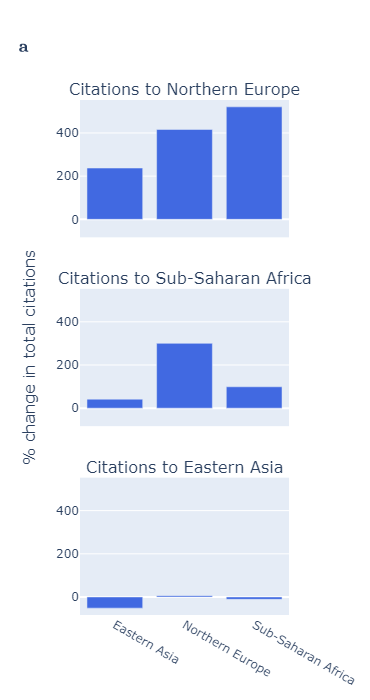 a
Citations to Northern Europe
400
200
0
Citations to Sub-Saharan Africa
400
200
0
% change in total citations
Citations to Eastern Asia
400
200
0
Eastern Asia
Northern Europe
Sub-Saharan Africa